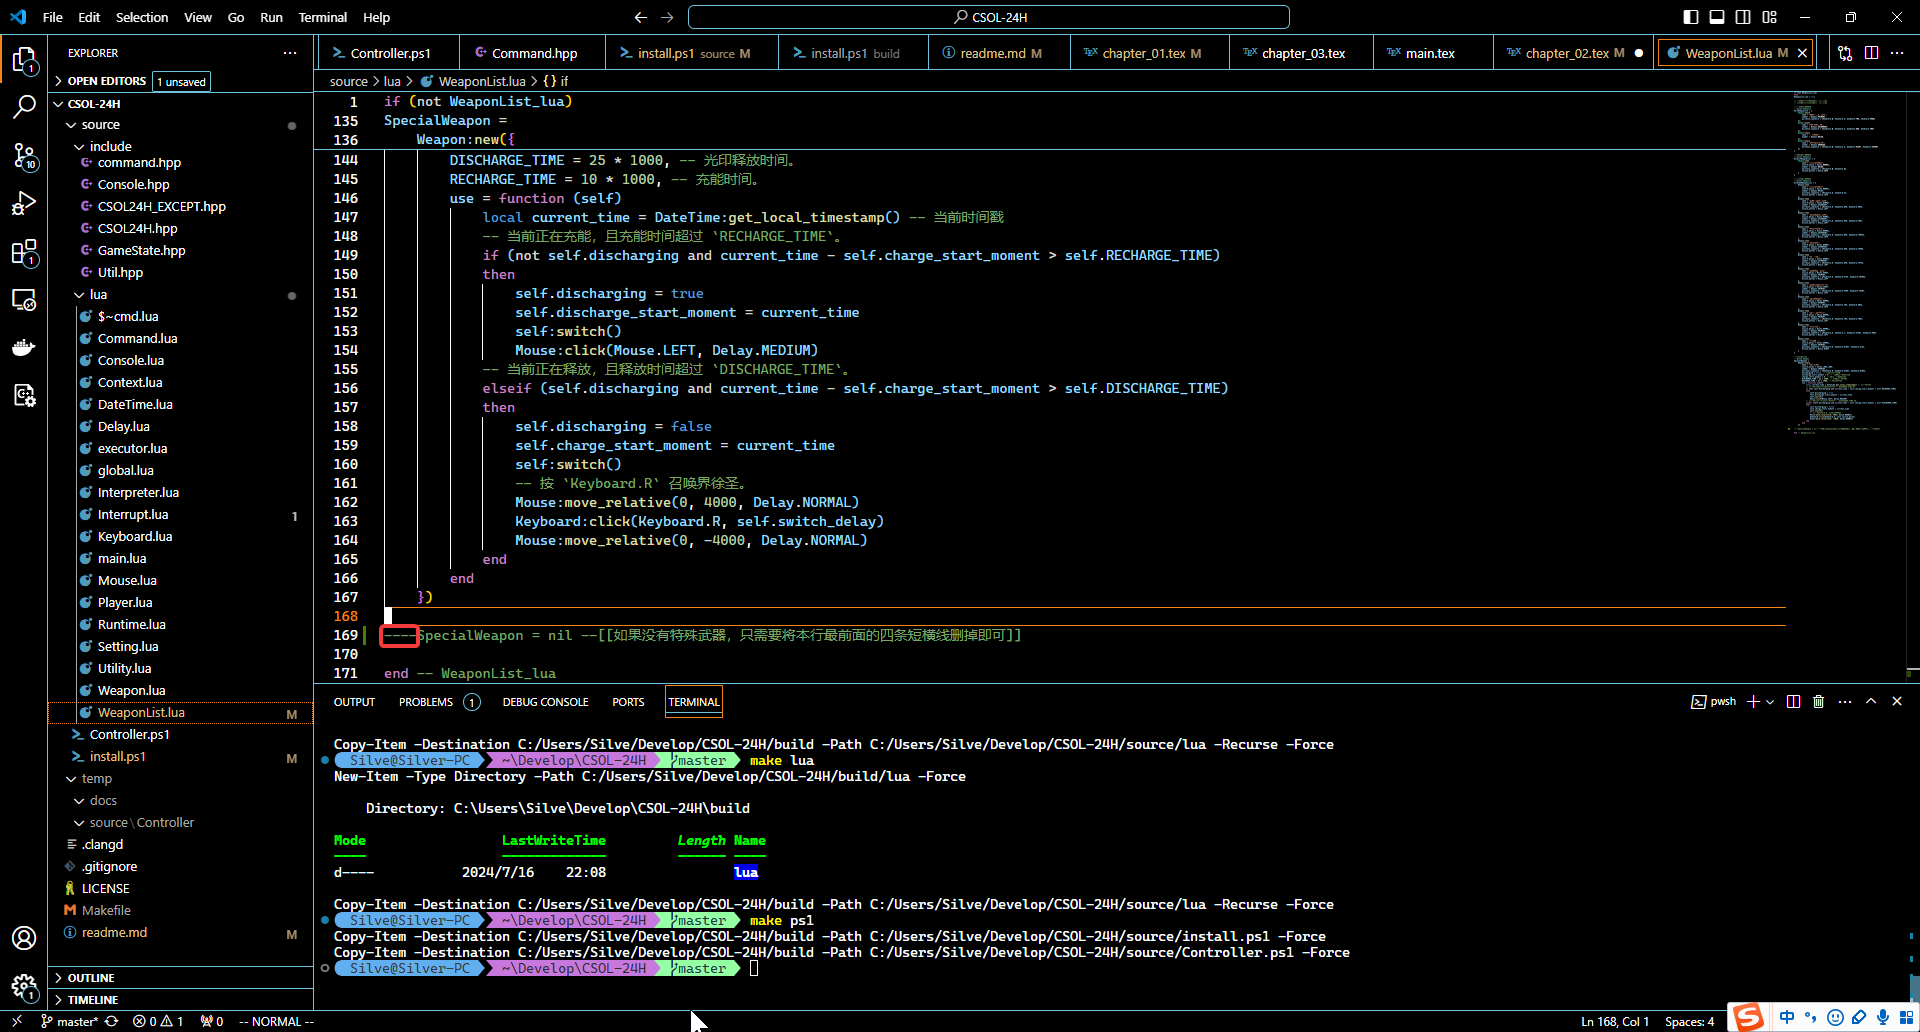 File Edit Selection View Go Run Terminal Help
CSOL-24H
EXPLORER
Controller.ps1
Command.hpp
install.ps1 source M
install.ps1 build
readme.md M
chapter_01.tex M
chapter_03.tex
main.tex
chapter_02.tex M
WeaponList.lua M
OPEN EDITORS 1 unsaved
source > lua > WeaponList.lua > {} if
CSOL-24H
source
include
command.hpp
Console.hpp
CSOL24H_EXCEPT.hpp
CSOL24H.hpp
GameState.hpp
Util.hpp
lua
$~cmd.lua
Command.lua
Console.lua
Context.lua
DateTime.lua
Delay.lua
executor.lua
global.lua
Interpreter.lua
Interrupt.lua 1
Keyboard.lua
main.lua
Mouse.lua
Player.lua
Runtime.lua
Setting.lua
Utility.lua
Weapon.lua
WeaponList.lua M
Controller.ps1
install.ps1 M
temp
docs
source\Controller
.clangd
.gitignore
LICENSE
Makefile
readme.md M
OUTLINE
TIMELINE
1 if (not WeaponList_lua)
135 SpecialWeapon =
136 Weapon:new({
144 DISCHARGE_TIME = 25 * 1000, -- 光印释放时间。
145 RECHARGE_TIME = 10 * 1000, -- 充能时间。
146 use = function (self)
147 local current_time = DateTime:get_local_timestamp() -- 当前时间戳
148 -- 当前正在充能，且充能时间超过 `RECHARGE_TIME`。
149 if (not self.discharging and current_time - self.charge_start_moment > self.RECHARGE_TIME)
150 then
151 self.discharging = true
152 self.discharge_start_moment = current_time
153 self:switch()
154 Mouse:click(Mouse.LEFT, Delay.MEDIUM)
155 -- 当前正在释放，且释放时间超过 `DISCHARGE_TIME`。
156 elseif (self.discharging and current_time - self.charge_start_moment > self.DISCHARGE_TIME)
157 then
158 self.discharging = false
159 self.charge_start_moment = current_time
160 self:switch()
161 -- 按 `Keyboard.R` 召唤界徐圣。
162 Mouse:move_relative(0, 4000, Delay.NORMAL)
163 Keyboard:click(Keyboard.R, self.switch_delay)
164 Mouse:move_relative(0, -4000, Delay.NORMAL)
165 end
166 end
167 })
168
169 ----SpecialWeapon = nil --[[如果没有特殊武器，只需要将本行最前面的四条短横线删掉即可]]
170
171 end -- WeaponList_lua
OUTPUT PROBLEMS 1 DEBUG CONSOLE PORTS TERMINAL
pwsh
Copy-Item -Destination C:/Users/Silve/Develop/CSOL-24H/build -Path C:/Users/Silve/Develop/CSOL-24H/source/lua -Recurse -Force
Silve@Silver-PC ~\Develop\CSOL-24H master make lua
New-Item -Type Directory -Path C:/Users/Silve/Develop/CSOL-24H/build/lua -Force
Directory: C:\Users\Silve\Develop\CSOL-24H\build
Mode LastWriteTime Length Name
---- ------------- ------ ----
d---- 2024/7/16 22:08 lua
Copy-Item -Destination C:/Users/Silve/Develop/CSOL-24H/build -Path C:/Users/Silve/Develop/CSOL-24H/source/lua -Recurse -Force
Silve@Silver-PC ~\Develop\CSOL-24H master make ps1
Copy-Item -Destination C:/Users/Silve/Develop/CSOL-24H/build -Path C:/Users/Silve/Develop/CSOL-24H/source/install.ps1 -Force
Copy-Item -Destination C:/Users/Silve/Develop/CSOL-24H/build -Path C:/Users/Silve/Develop/CSOL-24H/source/Controller.ps1 -Force
Silve@Silver-PC ~\Develop\CSOL-24H master
master* 0 1 0 -- NORMAL --
Ln 168, Col 1 Spaces: 4
中